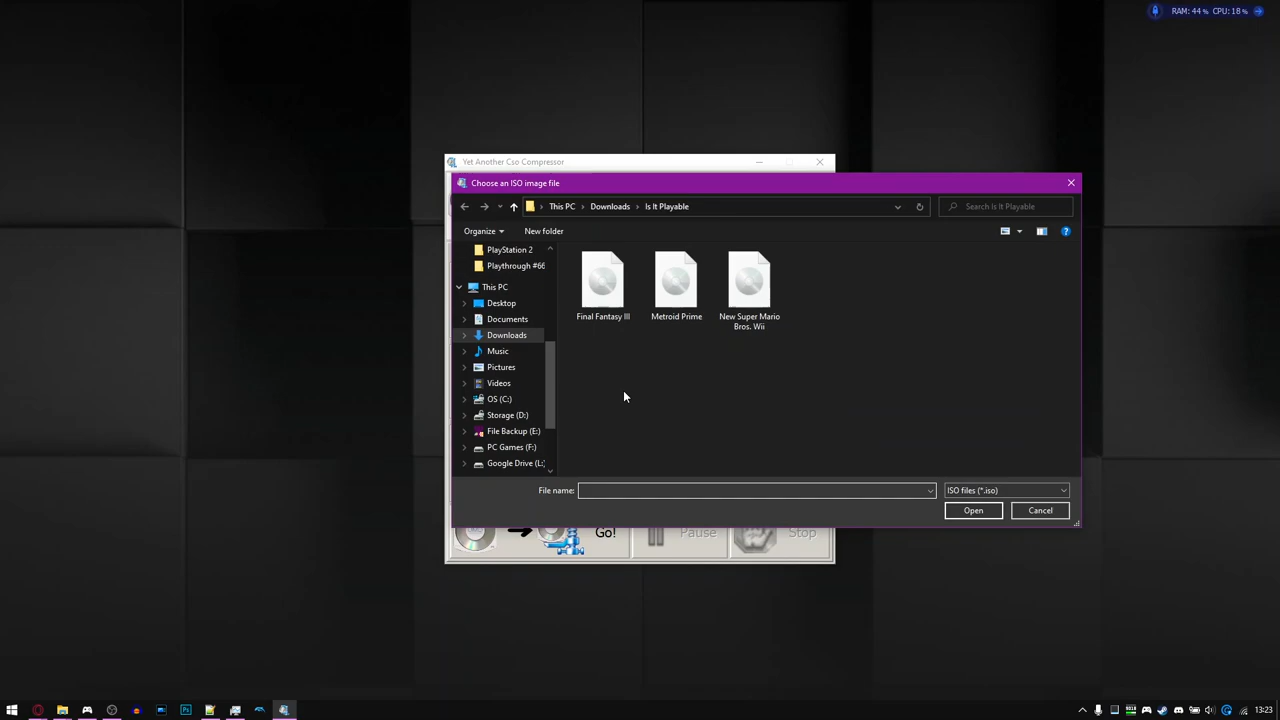 RAM: 44 % CPU: 18 %
Yet Another Cso Compressor
Choose an ISO image file
This PC
Downloads
Is It Playable
Search Is It Playable
Organize
New folder
PlayStation 2
Playthrough #66
This PC
Desktop
Documents
Downloads
Music
Pictures
Videos
OS (C:)
Storage (D:)
File Backup (E:)
PC Games (F:)
Google Drive (L:)
Final Fantasy III
Metroid Prime
New Super Mario
Bros. Wii
File name:
ISO files (*.iso)
Open
Cancel
Go!
Pause
Stop
Ps
13:23